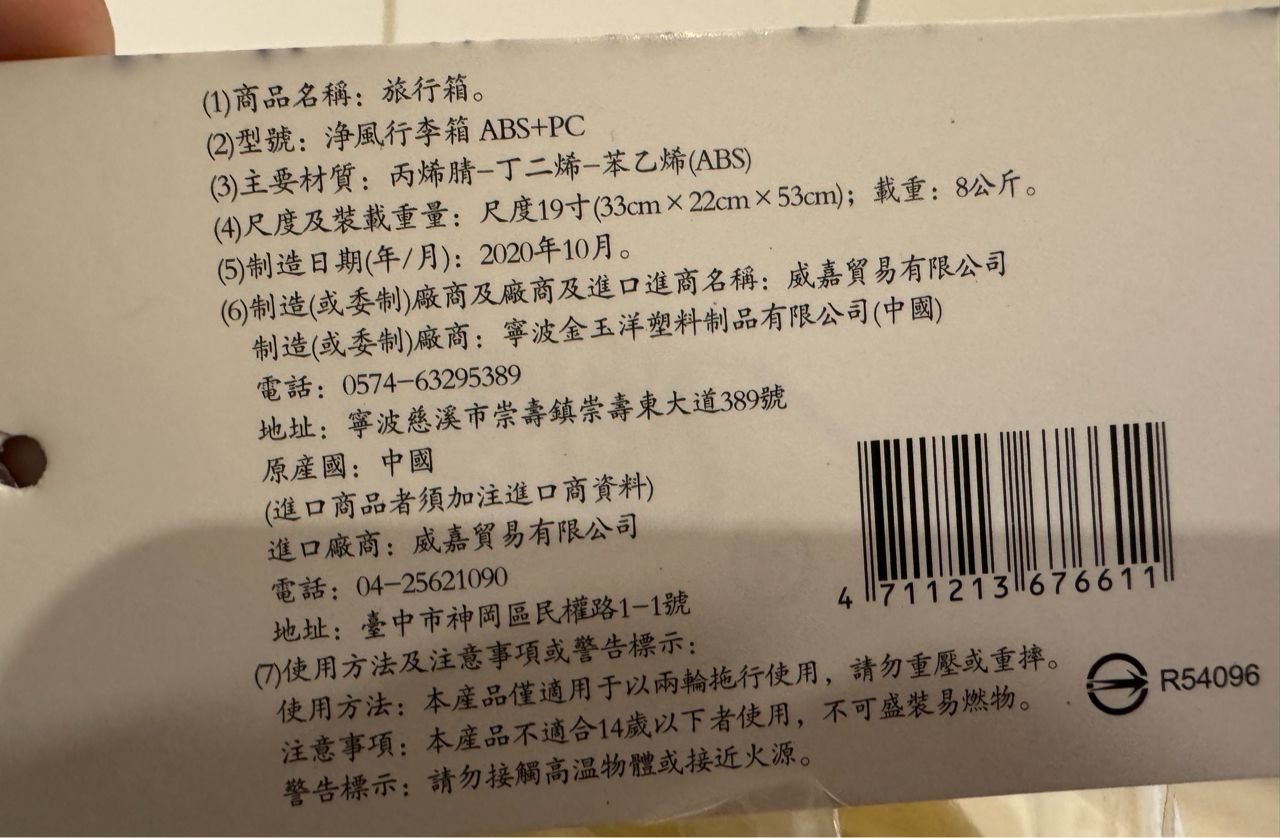 (1)商品名稱：旅行箱。
(2)型號：淨風行李箱 ABS+PC
(3)主要材質：丙烯腈-丁二烯-苯乙烯(ABS)
(4)尺度及裝載重量：尺度19寸(33cm×22cm×53cm)；載重：8公斤。
(5)制造日期(年/月)：2020年10月。
(6)制造(或委制)廠商及廠商及進口進商名稱：威嘉貿易有限公司
制造(或委制)廠商：寧波金玉洋塑料制品有限公司(中國)
電話：0574-63295389
地址：寧波慈溪市崇壽鎮崇壽東大道389號
原産國：中國
(進口商品者須加注進口商資料)
進口廠商：威嘉貿易有限公司
電話：04-25621090
地址：臺中市神岡區民權路1-1號
(7)使用方法及注意事項或警告標示：
使用方法：本産品僅適用于以兩輪拖行使用，請勿重壓或重摔。
注意事項：本産品不適合14歲以下者使用，不可盛裝易燃物。
警告標示：請勿接觸高溫物體或接近火源。
4 711213 676611
R54096